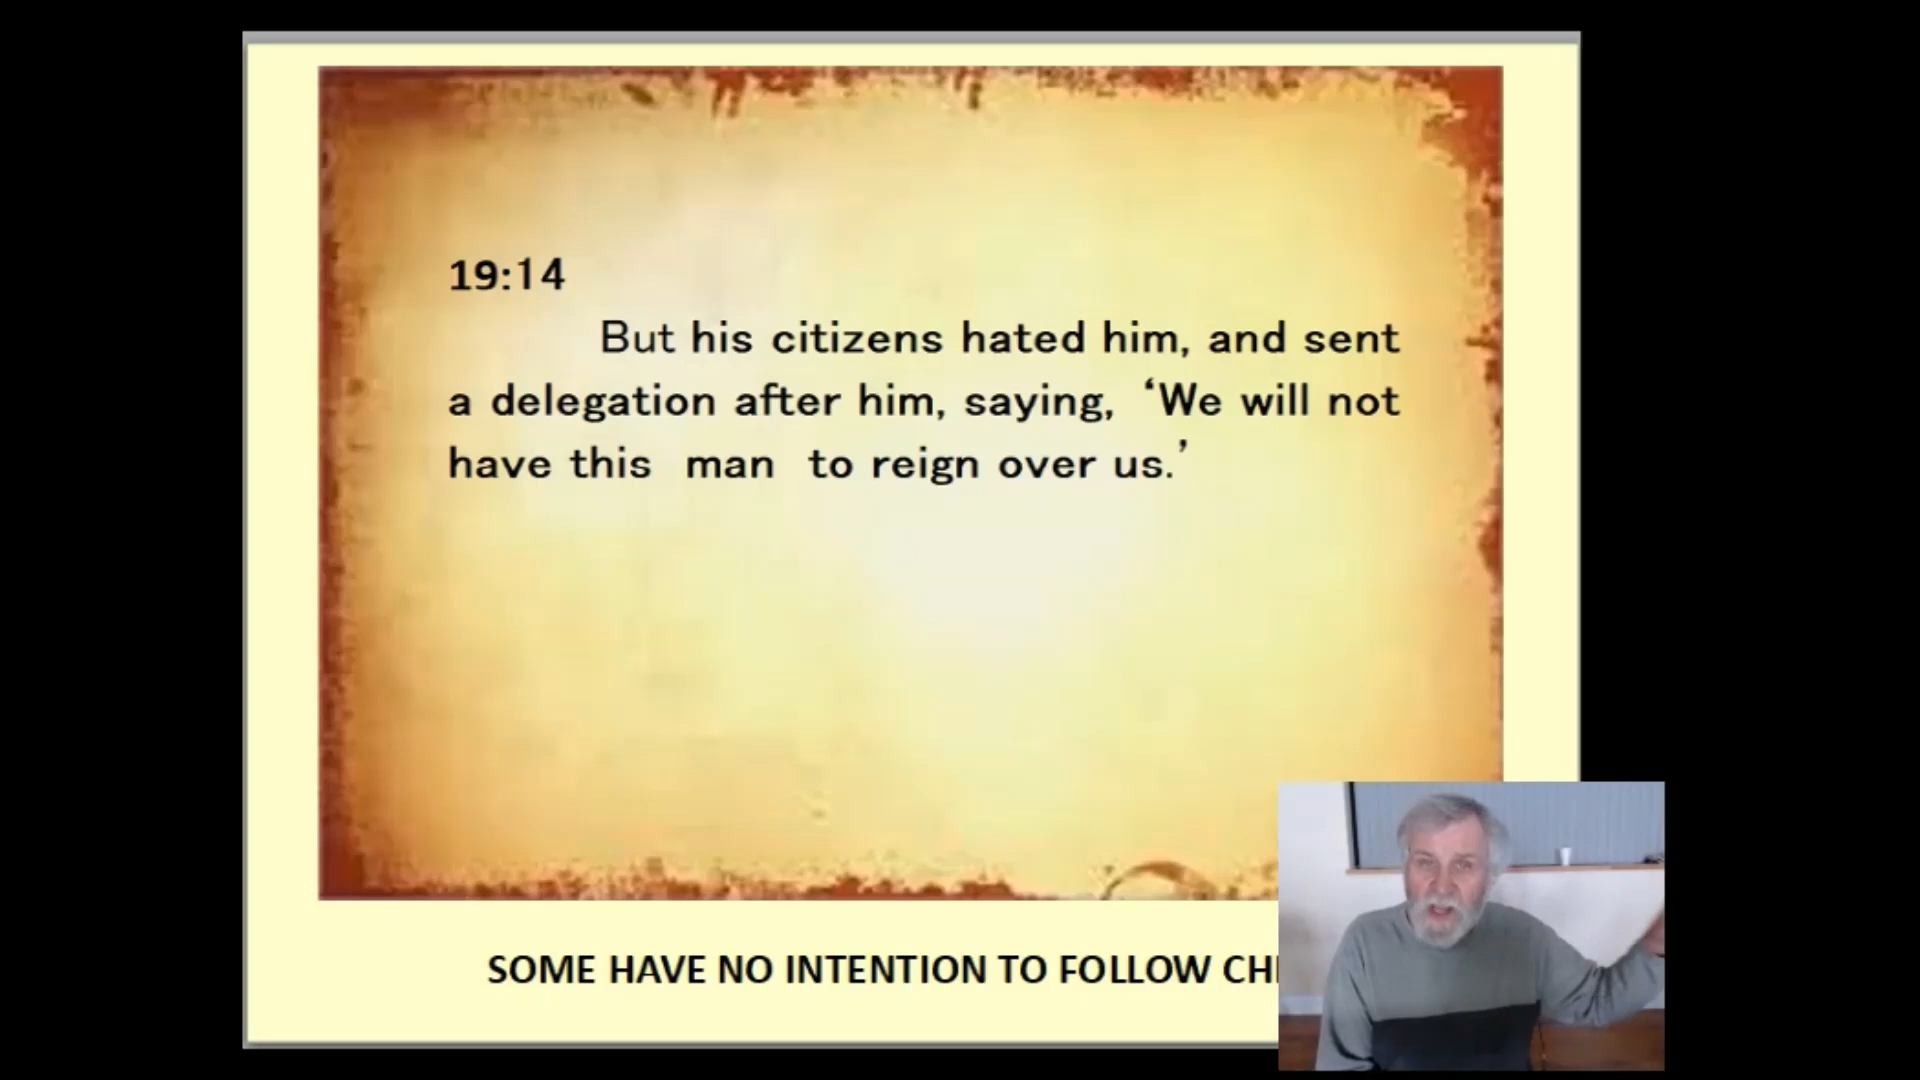 19:14
But his citizens hated him, and sent
a delegation after him, saying, ‘We will not
have this man to reign over us.’
SOME HAVE NO INTENTION TO FOLLOW